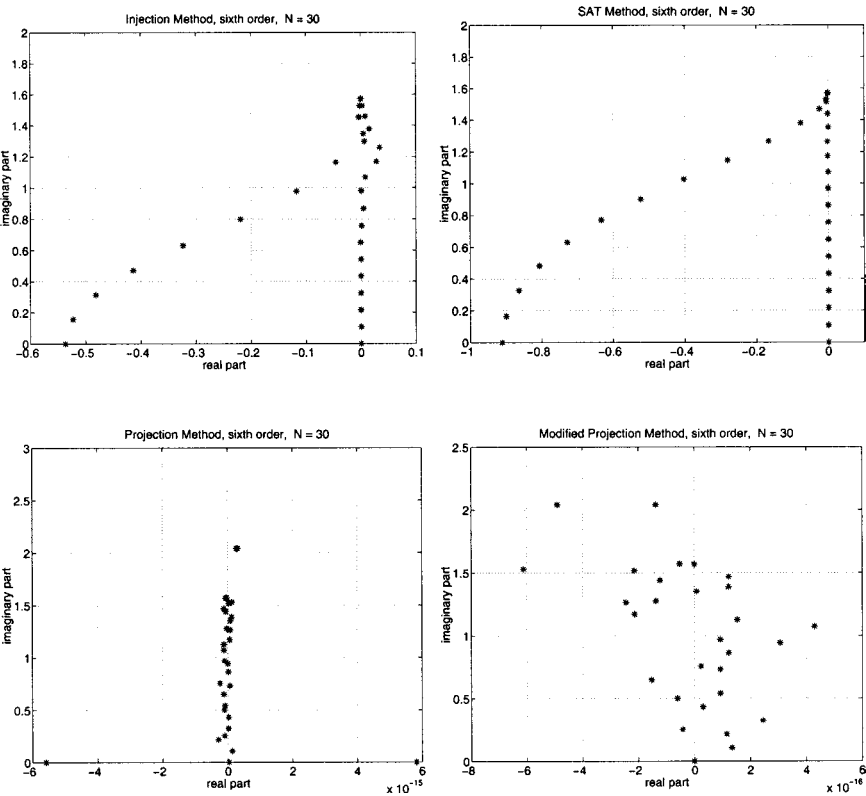 Injection Method, sixth order, N = 30
2
1.8
1.6
1.4
1.2
1
0.8
0.6
0.4
0.2
0
imaginary part
-0.6 -0.5 -0.4 -0.3 -0.2 -0.1 0 0.1
real part
SAT Method, sixth order, N = 30
2
1.8
1.6
1.4
1.2
1
0.8
0.6
0.4
0.2
0
imaginary part
-1 -0.8 -0.6 -0.4 -0.2 0
real part
Projection Method, sixth order, N = 30
3
2.5
2
1.5
1
0.5
0
imaginary part
-6 -4 -2 0 2 4 6
real part
x 10^-15
Modified Projection Method, sixth order, N = 30
2.5
2
1.5
1
0.5
0
imaginary part
-8 -6 -4 -2 0 2 4 6
real part
x 10^-16